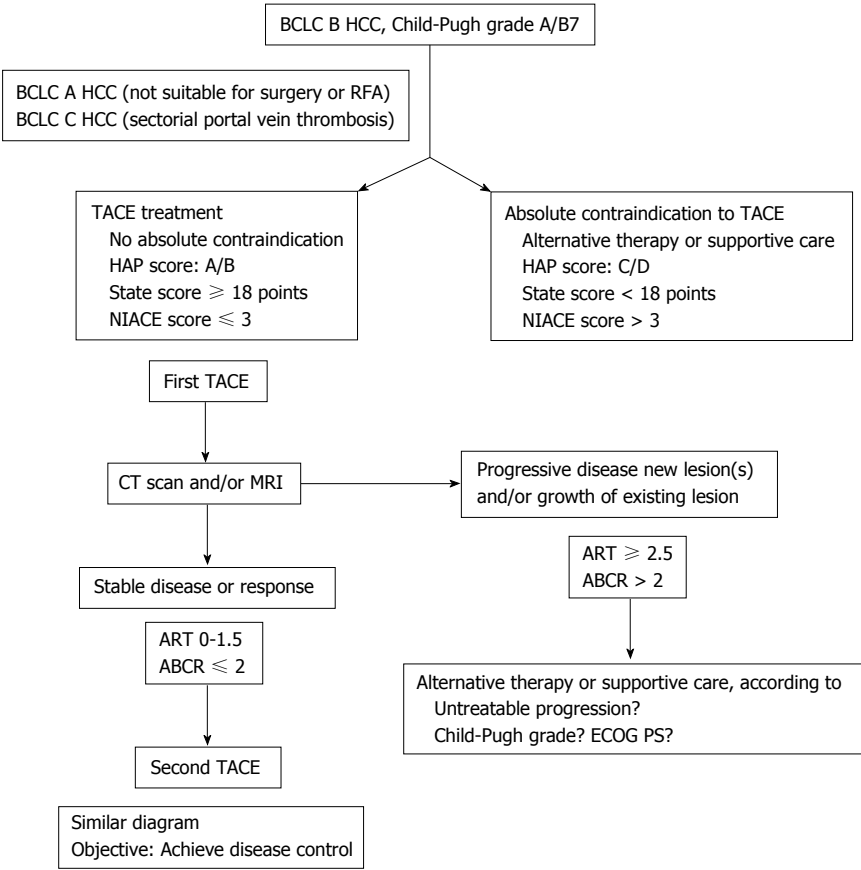 BCLC B HCC, Child-Pugh grade A/B7
BCLC A HCC (not suitable for surgery or RFA)
BCLC C HCC (sectorial portal vein thrombosis)
TACE treatment
No absolute contraindication
HAP score: A/B
State score ⩾ 18 points
NIACE score ⩽ 3
Absolute contraindication to TACE
Alternative therapy or supportive care
HAP score: C/D
State score < 18 points
NIACE score > 3
First TACE
CT scan and/or MRI
Progressive disease new lesion(s)
and/or growth of existing lesion
ART ⩾ 2.5
ABCR > 2
Stable disease or response
ART 0-1.5
ABCR ⩽ 2
Alternative therapy or supportive care, according to
Untreatable progression?
Child-Pugh grade? ECOG PS?
Second TACE
Similar diagram
Objective: Achieve disease control